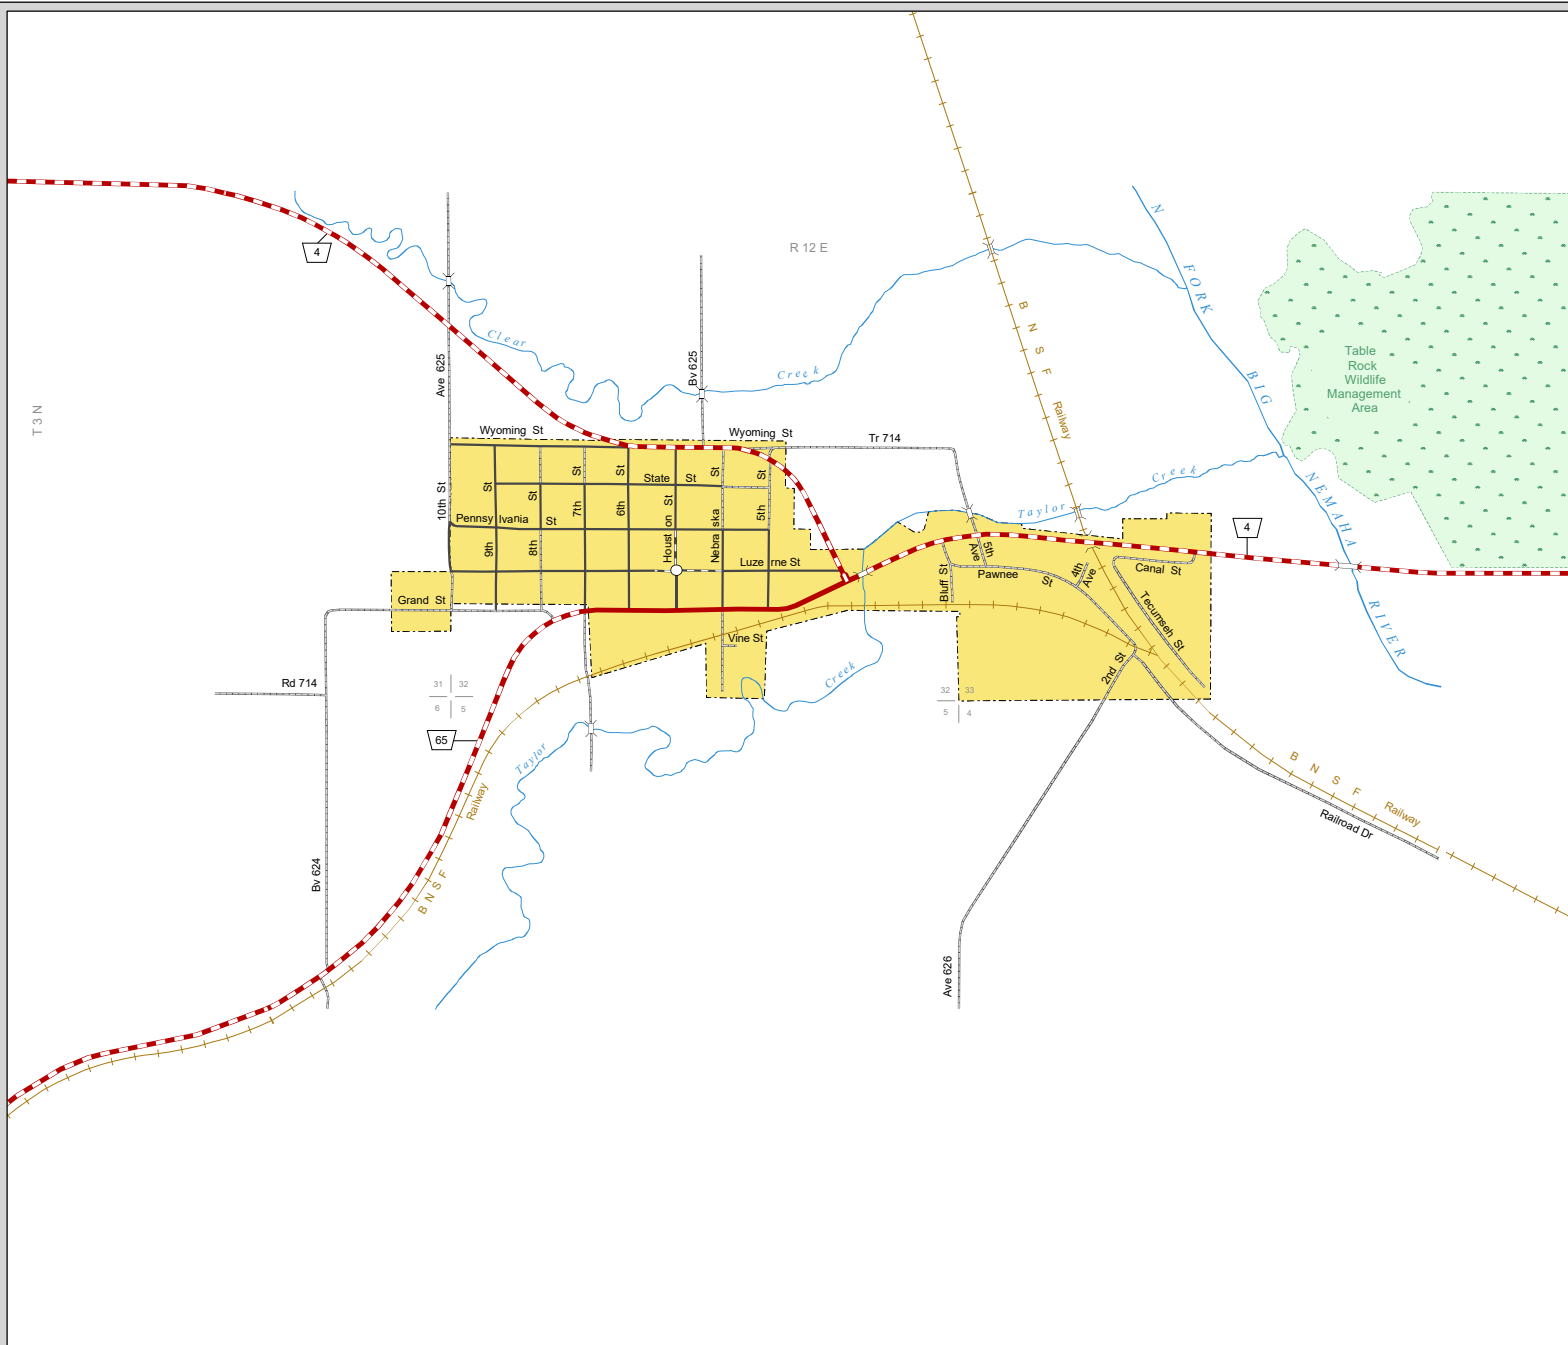 N
FORK
BIG
NEMAHA
RIVER
4
R 12 E
Clear
Creek
Ave 625
Bv 625
B N S F
Railway
Table
Rock
Wildlife
Management
Area
T 3 N
Wyoming St
Wyoming St
Tr 714
Taylor
Creek
10th St
9th St
8th St
7th St
6th St
Houston St
Nebraska St
5th St
State St
Pennsylvania St
Luzerne St
4
5th Ave
4th Ave
Bluff St
Pawnee St
Canal St
Tecumseh St
2nd St
Grand St
Vine St
Creek
Taylor
Rd 714
31 32
6 5
32 33
5 4
65
Railway
B N S F
Bv 624
B N S F
Railway
Railroad Dr
Ave 626